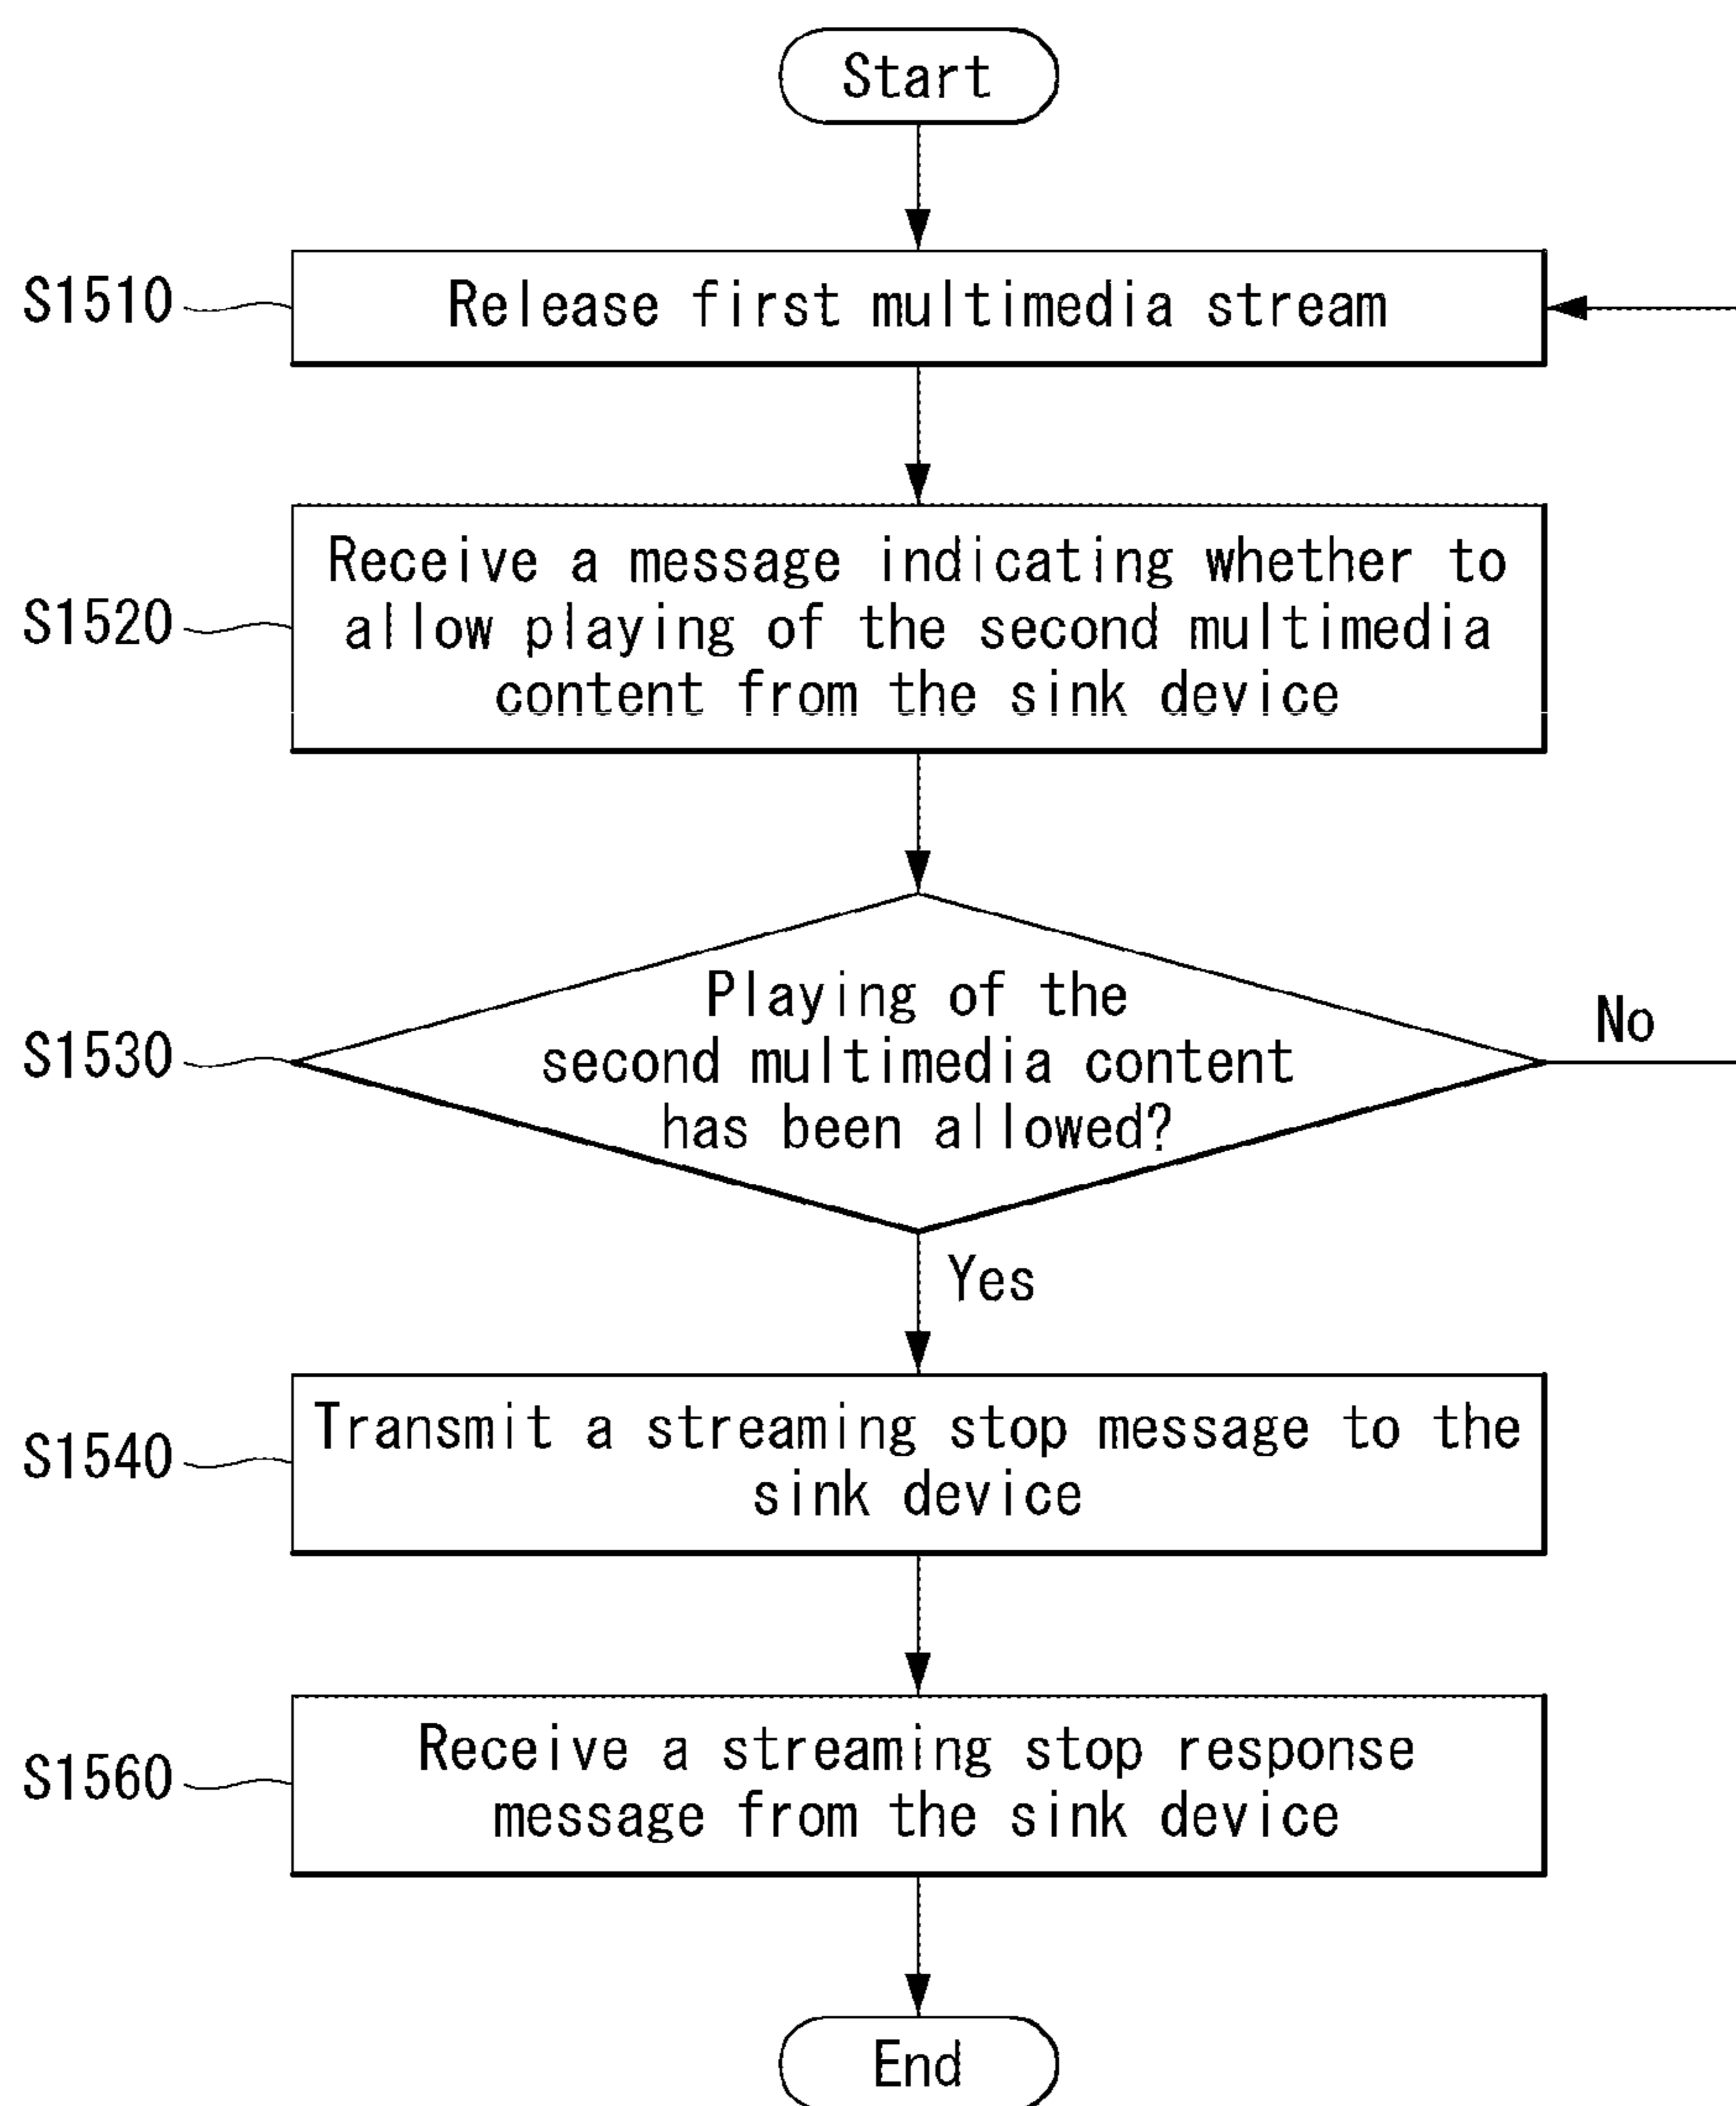 Start
S1510
Release first multimedia stream
S1520
Receive a message indicating whether to
allow playing of the second multimedia
content from the sink device
S1530
Playing of the
second multimedia content
has been allowed?
No
Yes
S1540
Transmit a streaming stop message to the
sink device
S1560
Receive a streaming stop response
message from the sink device
End